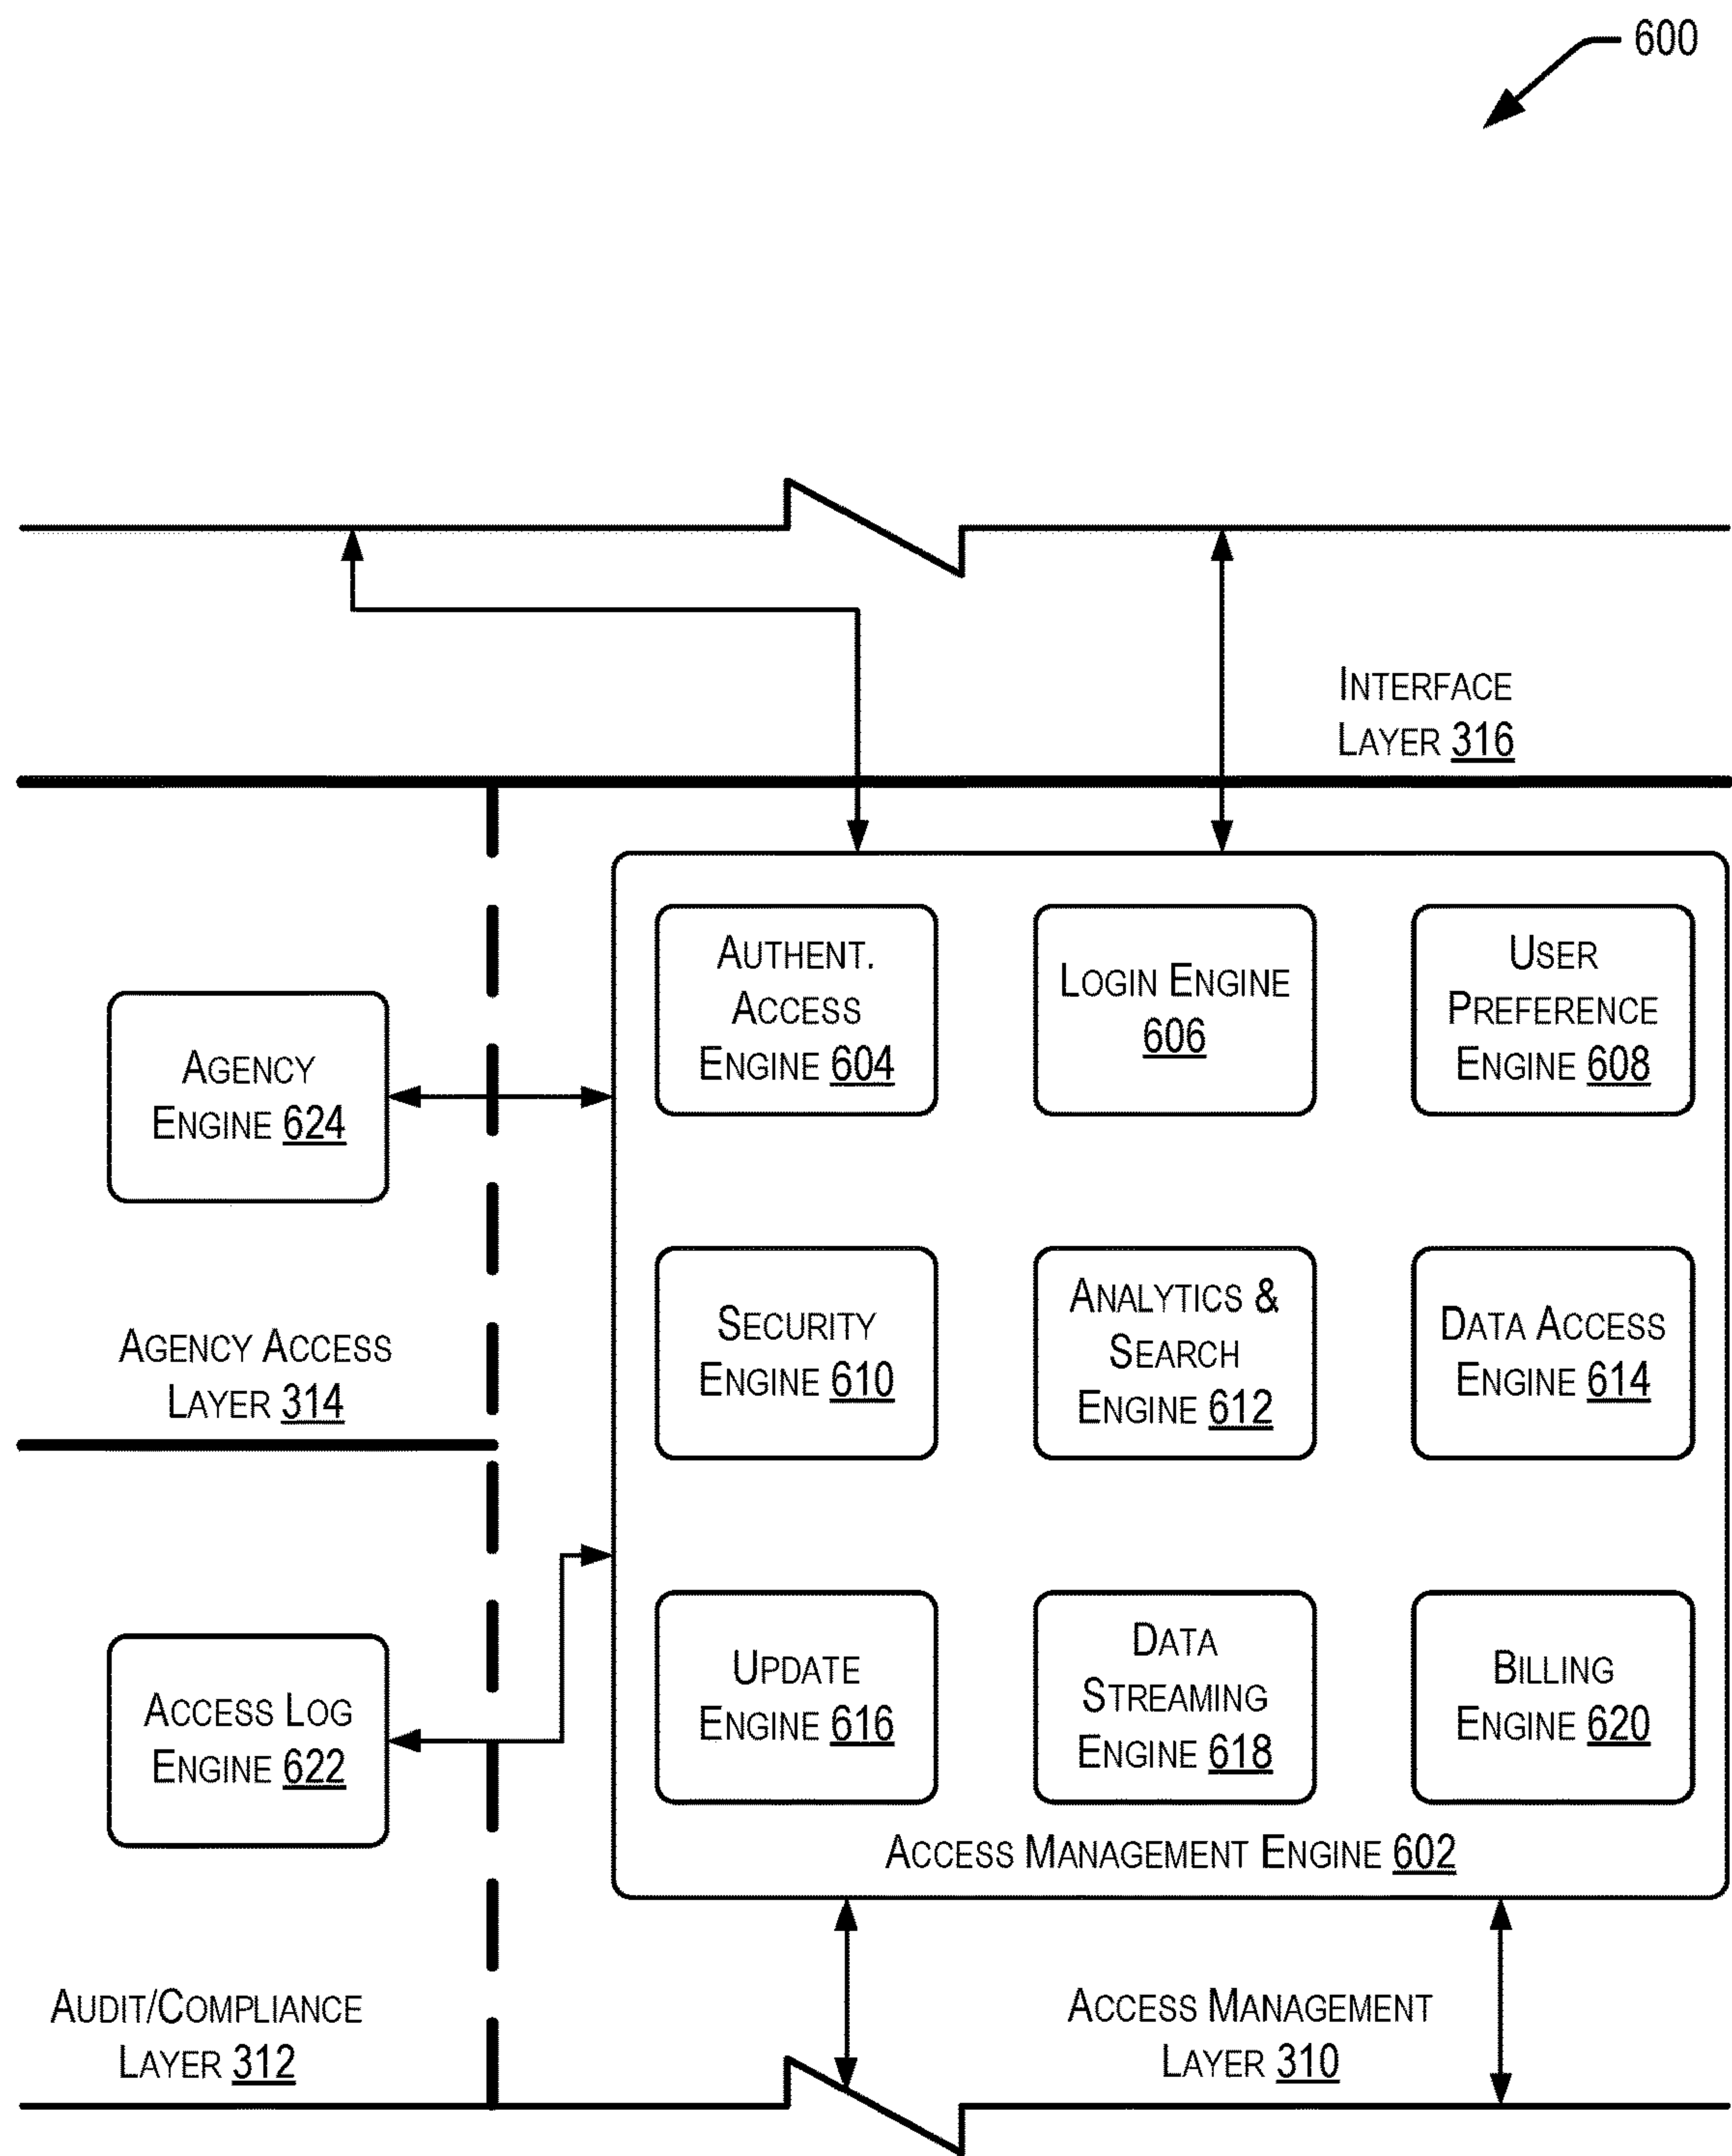 600
INTERFACE
LAYER 316
AUTHENT.
ACCESS
ENGINE 604
LOGIN ENGINE
606
USER
PREFERENCE
ENGINE 608
AGENCY
ENGINE 624
SECURITY
ENGINE 610
ANALYTICS &
SEARCH
ENGINE 612
DATA ACCESS
ENGINE 614
AGENCY ACCESS
LAYER 314
UPDATE
ENGINE 616
DATA
STREAMING
ENGINE 618
BILLING
ENGINE 620
ACCESS LOG
ENGINE 622
ACCESS MANAGEMENT ENGINE 602
AUDIT/COMPLIANCE
LAYER 312
ACCESS MANAGEMENT
LAYER 310